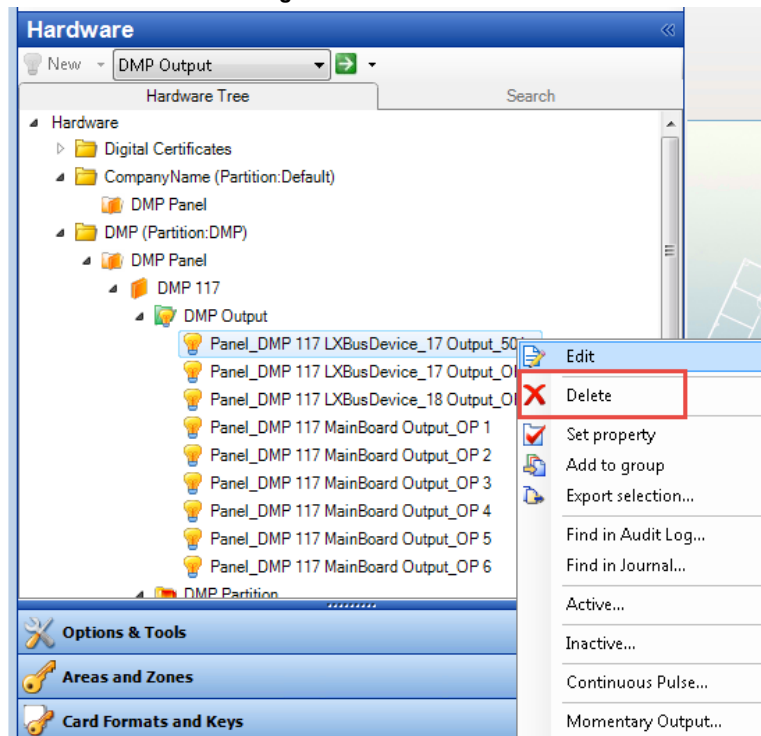 Hardware
New DMP Output
Hardware Tree Search
Hardware
Digital Certificates
CompanyName (Partition:Default)
DMP Panel
DMP (Partition:DMP)
DMP Panel
DMP 117
DMP Output
Panel_DMP 117 LXBusDevice_17 Output_501
Panel_DMP 117 LXBusDevice_17 Output_O
Panel_DMP 117 LXBusDevice_18 Output_O
Panel_DMP 117 MainBoard Output_OP 1
Panel_DMP 117 MainBoard Output_OP 2
Panel_DMP 117 MainBoard Output_OP 3
Panel_DMP 117 MainBoard Output_OP 4
Panel_DMP 117 MainBoard Output_OP 5
Panel_DMP 117 MainBoard Output_OP 6
DMP Partition
Options & Tools
Areas and Zones
Card Formats and Keys
Edit
Delete
Set property
Add to group
Export selection...
Find in Audit Log...
Find in Journal...
Active...
Inactive...
Continuous Pulse...
Momentary Output...